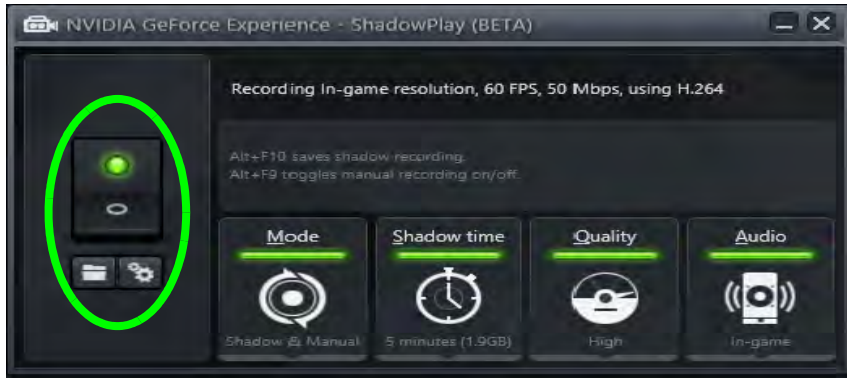 NVIDIA GeForce Experience - ShadowPlay (BETA)
Recording In-game resolution, 60 FPS, 50 Mbps, using H.264
Alt+F10 saves shadow recording.
Alt+F9 toggles manual recording on/off.
Mode Shadow time Quality Audio
Shadow & Manual 5 minutes (1.9GB) High In-game